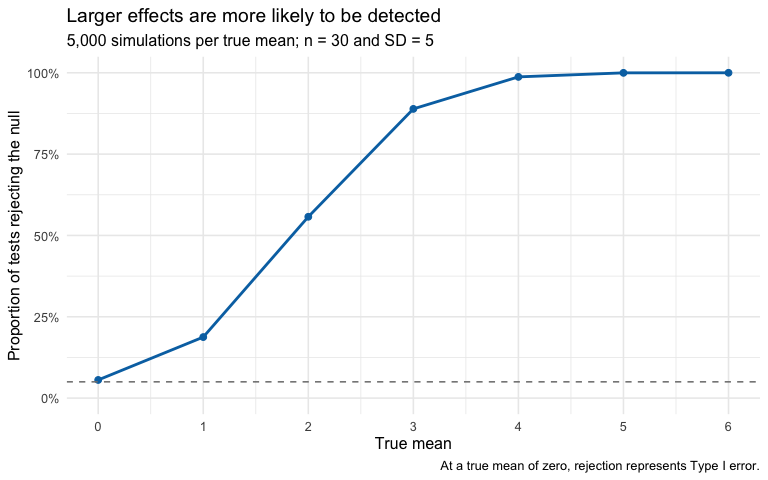 Larger effects are more likely to be detected
5,000 simulations per true mean; n = 30 and SD = 5
Proportion of tests rejecting the null
100%
75%
50%
25%
0%
0 1 2 3 4 5 6
True mean
At a true mean of zero, rejection represents Type I error.